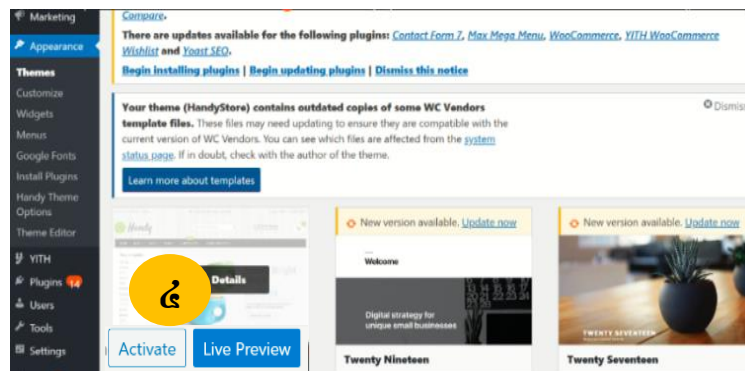 Marketing
Appearance
Themes
Customize
Widgets
Menus
Google Fonts
Install Plugins
Handy Theme
Options
Theme Editor
YITH
Plugins 14
Users
Tools
Settings
Compare.
There are updates available for the following plugins: Contact Form 7, Max Mega Menu, WooCommerce, YITH WooCommerce
Wishlist and Yoast SEO.
Begin installing plugins | Begin updating plugins | Dismiss this notice
Your theme (HandyStore) contains outdated copies of some WC Vendors
template files. These files may need updating to ensure they are compatible with the
current version of WC Vendors. You can see which files are affected from the system
status page. If in doubt, check with the author of the theme.
Dismis
Learn more about templates
Handy
Details
໔
Activate
Live Preview
New version available. Update now
Welcome
Digital strategy for
unique small businesses
Twenty Nineteen
New version available. Update now
TWENTY SEVENTEEN
Twenty Seventeen